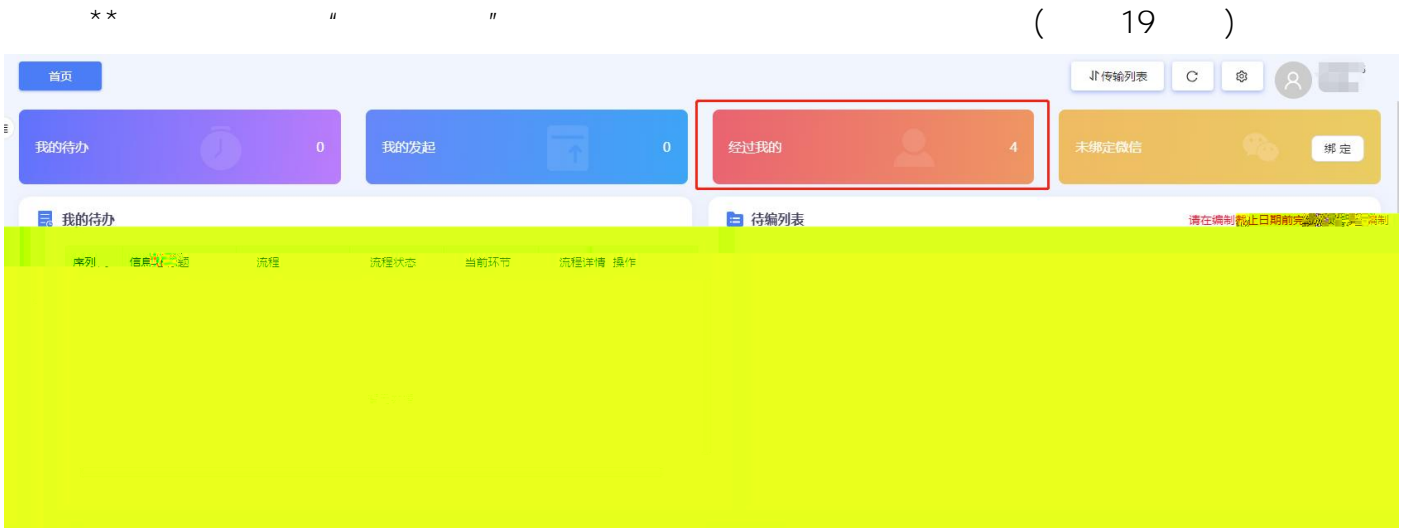 ** “ ” ( 19 )
首页 传输列表
我的待办 0 我的发起 0 经过我的 4 未绑定微信 绑定
我的待办 待编列表 请在编制截止日期前完
序列 信息 题 流程 流程状态 当前环节 流程详情 操作